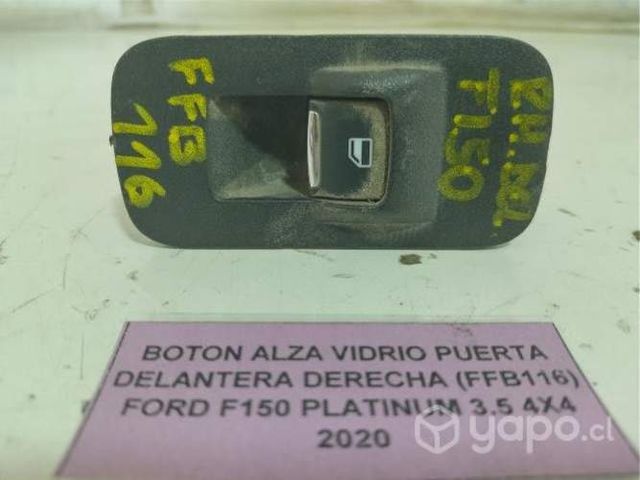 FFB
116
RH. DEL.
F150
BOTON ALZA VIDRIO PUERTA
DELANTERA DERECHA (FFB116)
FORD F150 PLATINUM 3.5 4X4
2020
yapo.cl